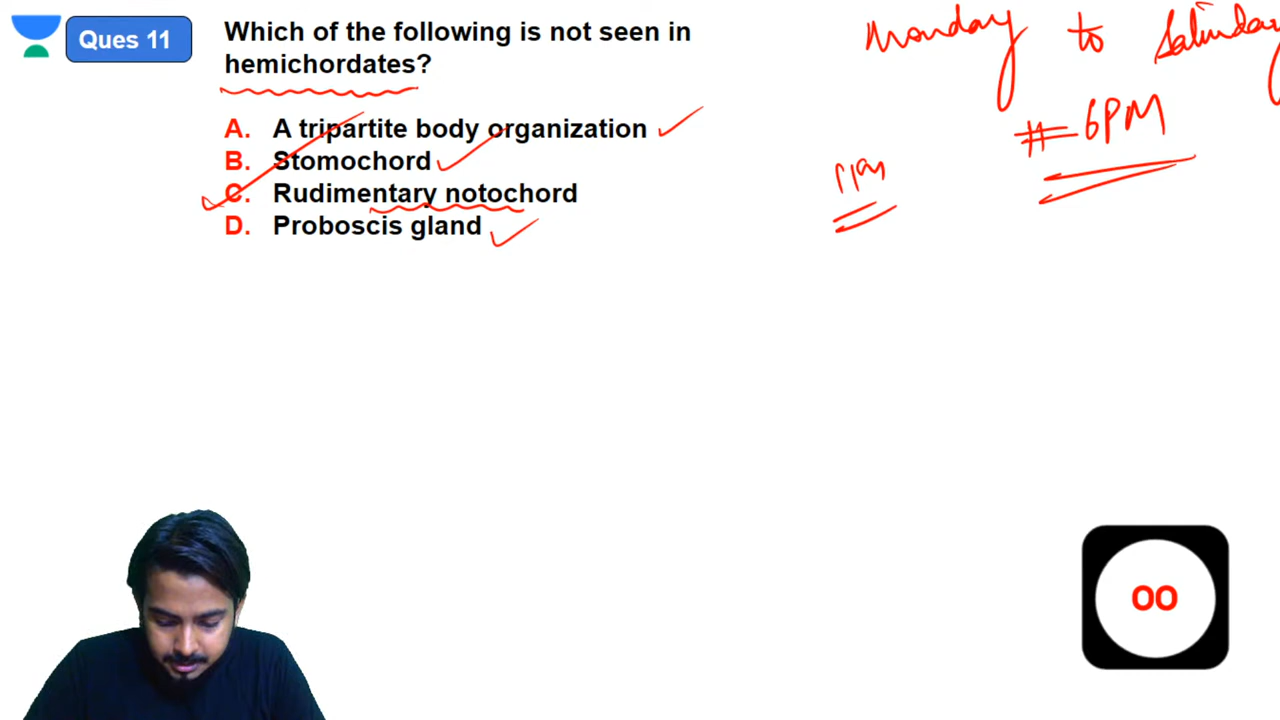 Ques 11
Which of the following is not seen in
hemichordates?
A. A tripartite body organization
B. Stomochord
C. Rudimentary notochord
D. Proboscis gland
Monday to Saturday
# 6PM
00